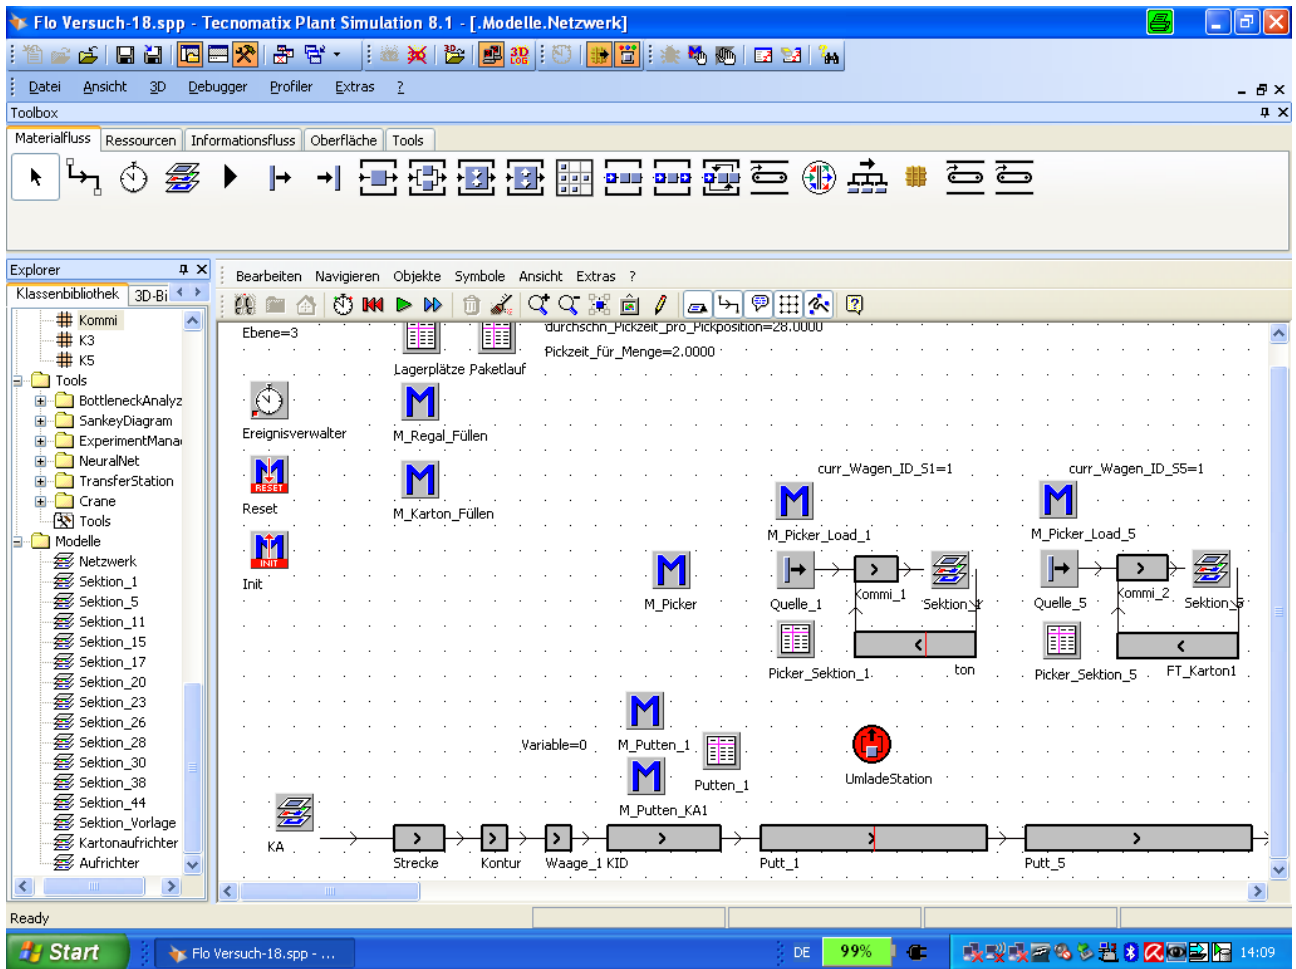 Flo Versuch-18.spp - Tecnomatix Plant Simulation 8.1 - [.Modelle.Netzwerk]
Datei Ansicht 3D Debugger Profiler Extras ?
Toolbox
Materialfluss Ressourcen Informationsfluss Oberfläche Tools
Explorer
Klassenbibliothek 3D-Bi
Kommi
K3
K5
Tools
BottleneckAnalyz
SankeyDiagram
ExperimentMana
NeuralNet
TransferStation
Crane
Tools
Modelle
Netzwerk
Sektion_1
Sektion_5
Sektion_11
Sektion_15
Sektion_17
Sektion_20
Sektion_23
Sektion_26
Sektion_28
Sektion_30
Sektion_38
Sektion_44
Sektion_Vorlage
Kartonaufrichter
Aufrichter
Bearbeiten Navigieren Objekte Symbole Ansicht Extras ?
Ebene=3
durchschn_Pickzeit_pro_Pickposition=28.0000
Pickzeit_für_Menge=2.0000
Lagerplätze Paketlauf
Ereignisverwalter
M_Regal_Füllen
RESET
Reset
M_Karton_Füllen
INIT
Init
curr_Wagen_ID_S1=1
curr_Wagen_ID_S5=1
M_Picker_Load_1
M_Picker_Load_5
M_Picker
Quelle_1
Kommi_1
Sektion_1
Quelle_5
Kommi_2
Sektion_5
Picker_Sektion_1
ton
Picker_Sektion_5
FT_Karton1
Variable=0
M_Putten_1
Putten_1
UmladeStation
M_Putten_KA1
KA
Strecke
Kontur
Waage_1
KID
Putt_1
Putt_5
Ready
Start
Flo Versuch-18.spp - ...
DE
99%
14:09